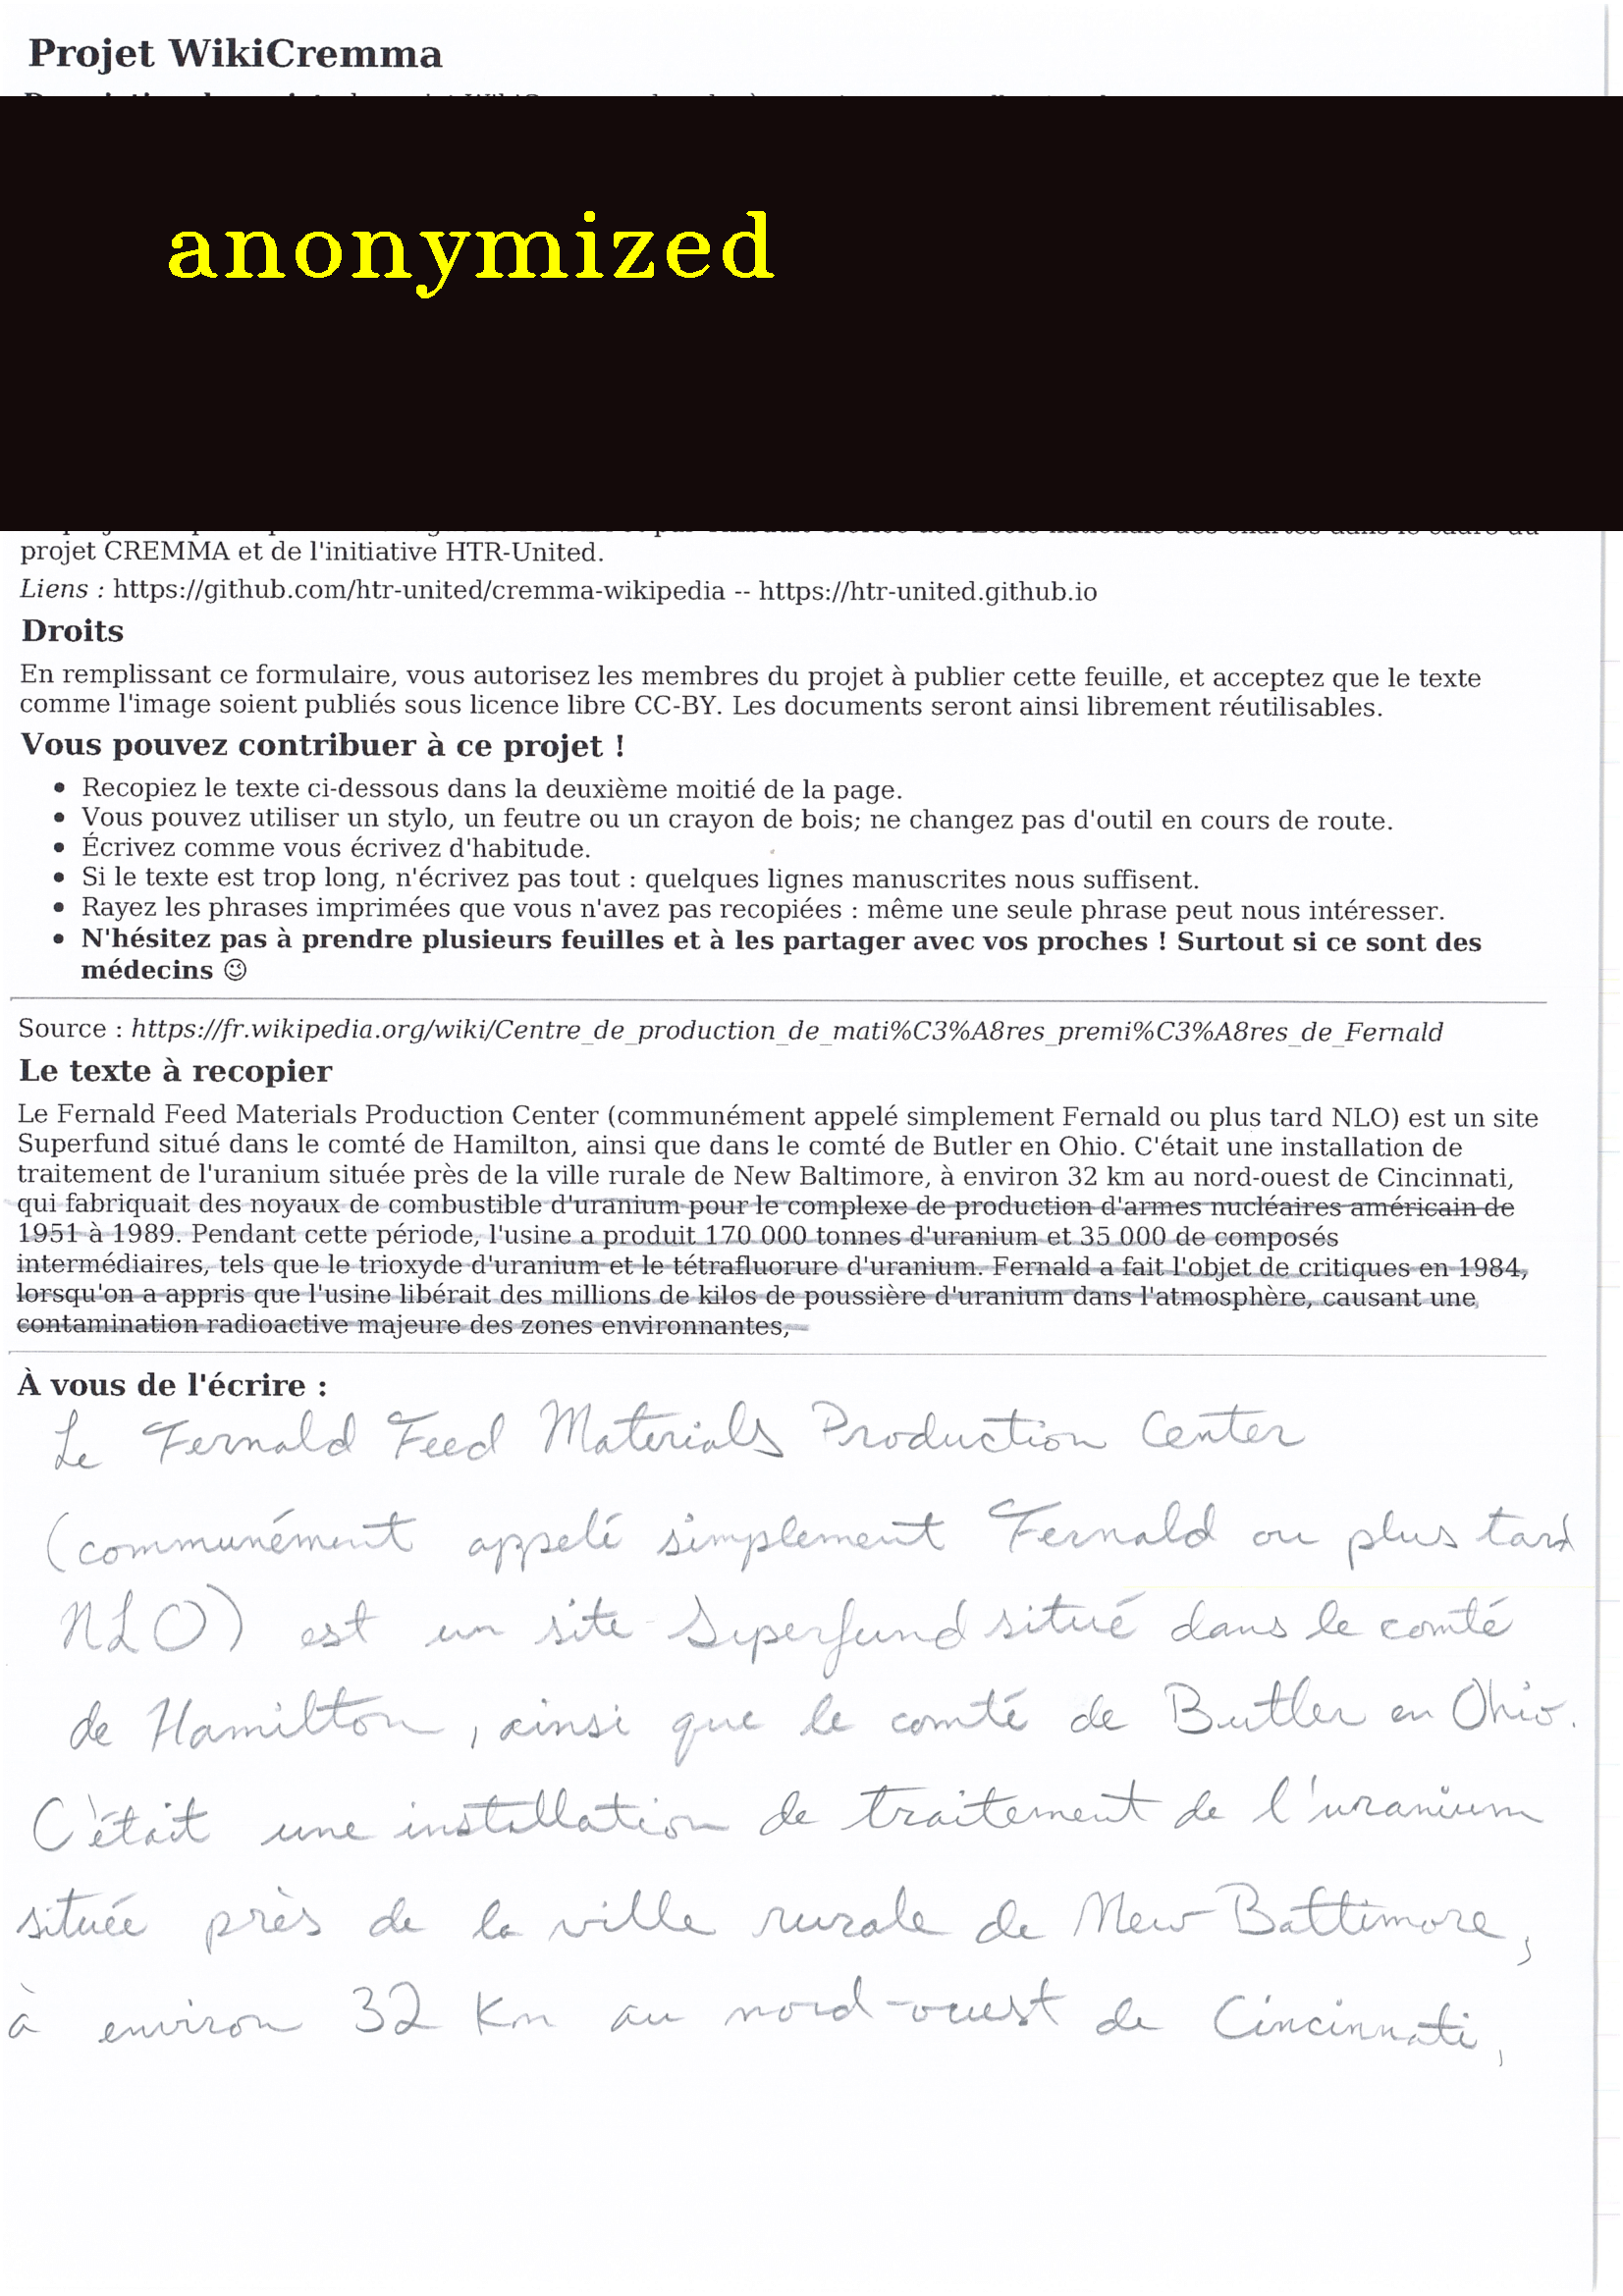 Projet WikiCremma
anonymized
projet CREMMA et de l'initiative HTR-United.
Liens : https://github.com/htr-united/cremma-wikipedia -- https://htr-united.github.io
Droits
En remplissant ce formulaire, vous autorisez les membres du projet à publier cette feuille, et acceptez que le texte
comme l'image soient publiés sous licence libre CC-BY. Les documents seront ainsi librement réutilisables.
Vous pouvez contribuer à ce projet !
• Recopiez le texte ci-dessous dans la deuxième moitié de la page.
• Vous pouvez utiliser un stylo, un feutre ou un crayon de bois; ne changez pas d'outil en cours de route.
• Écrivez comme vous écrivez d'habitude.
• Si le texte est trop long, n'écrivez pas tout : quelques lignes manuscrites nous suffisent.
• Rayez les phrases imprimées que vous n'avez pas recopiées : même une seule phrase peut nous intéresser.
• N'hésitez pas à prendre plusieurs feuilles et à les partager avec vos proches ! Surtout si ce sont des
médecins 😉
Source : https://fr.wikipedia.org/wiki/Centre_de_production_de_mati%C3%A8res_premi%C3%A8res_de_Fernald
Le texte à recopier
Le Fernald Feed Materials Production Center (communément appelé simplement Fernald ou plus tard NLO) est un site
Superfund situé dans le comté de Hamilton, ainsi que dans le comté de Butler en Ohio. C'était une installation de
traitement de l'uranium située près de la ville rurale de New Baltimore, à environ 32 km au nord-ouest de Cincinnati,
qui fabriquait des noyaux de combustible d'uranium pour le complexe de production d'armes nucléaires américain de
1951 à 1989. Pendant cette période, l'usine a produit 170 000 tonnes d'uranium et 35 000 de composés
intermédiaires, tels que le trioxyde d'uranium et le tétrafluorure d'uranium. Fernald a fait l'objet de critiques en 1984,
lorsqu'on a appris que l'usine libérait des millions de kilos de poussière d'uranium dans l'atmosphère, causant une
contamination radioactive majeure des zones environnantes,
À vous de l'écrire :
Le Fernald Feed Materials Production Center
(communément appelé simplement Fernald ou plus tard
NLO) est un site Superfund situé dans le comté
de Hamilton, ainsi que le comté de Butler en Ohio.
C'était une installation de traitement de l'uranium
située près de la ville rurale de New Baltimore,
à environ 32 Km au nord-ouest de Cincinnati,